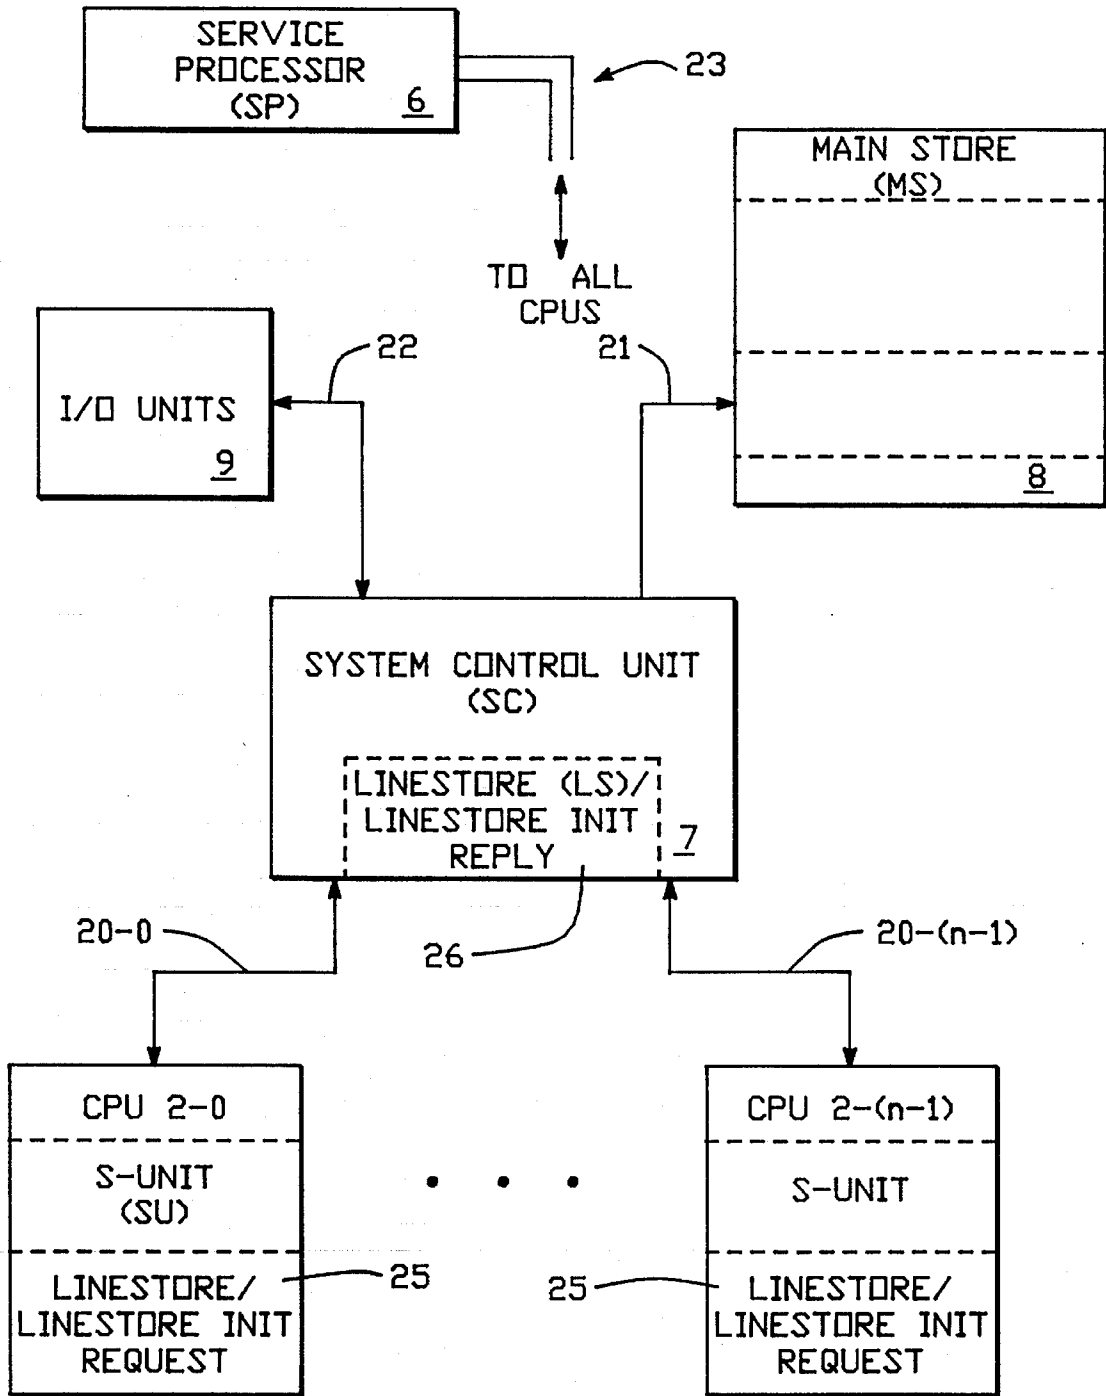 SERVICE
PROCESSOR
(SP)
6
23
MAIN STORE
(MS)
8
TO ALL
CPUS
22
21
I/O UNITS
9
SYSTEM CONTROL UNIT
(SC)
LINESTORE (LS)/
LINESTORE INIT
REPLY
7
20-0
26
20-(n-1)
CPU 2-0
S-UNIT
(SU)
LINESTORE/
LINESTORE INIT
REQUEST
25
25
CPU 2-(n-1)
S-UNIT
LINESTORE/
LINESTORE INIT
REQUEST